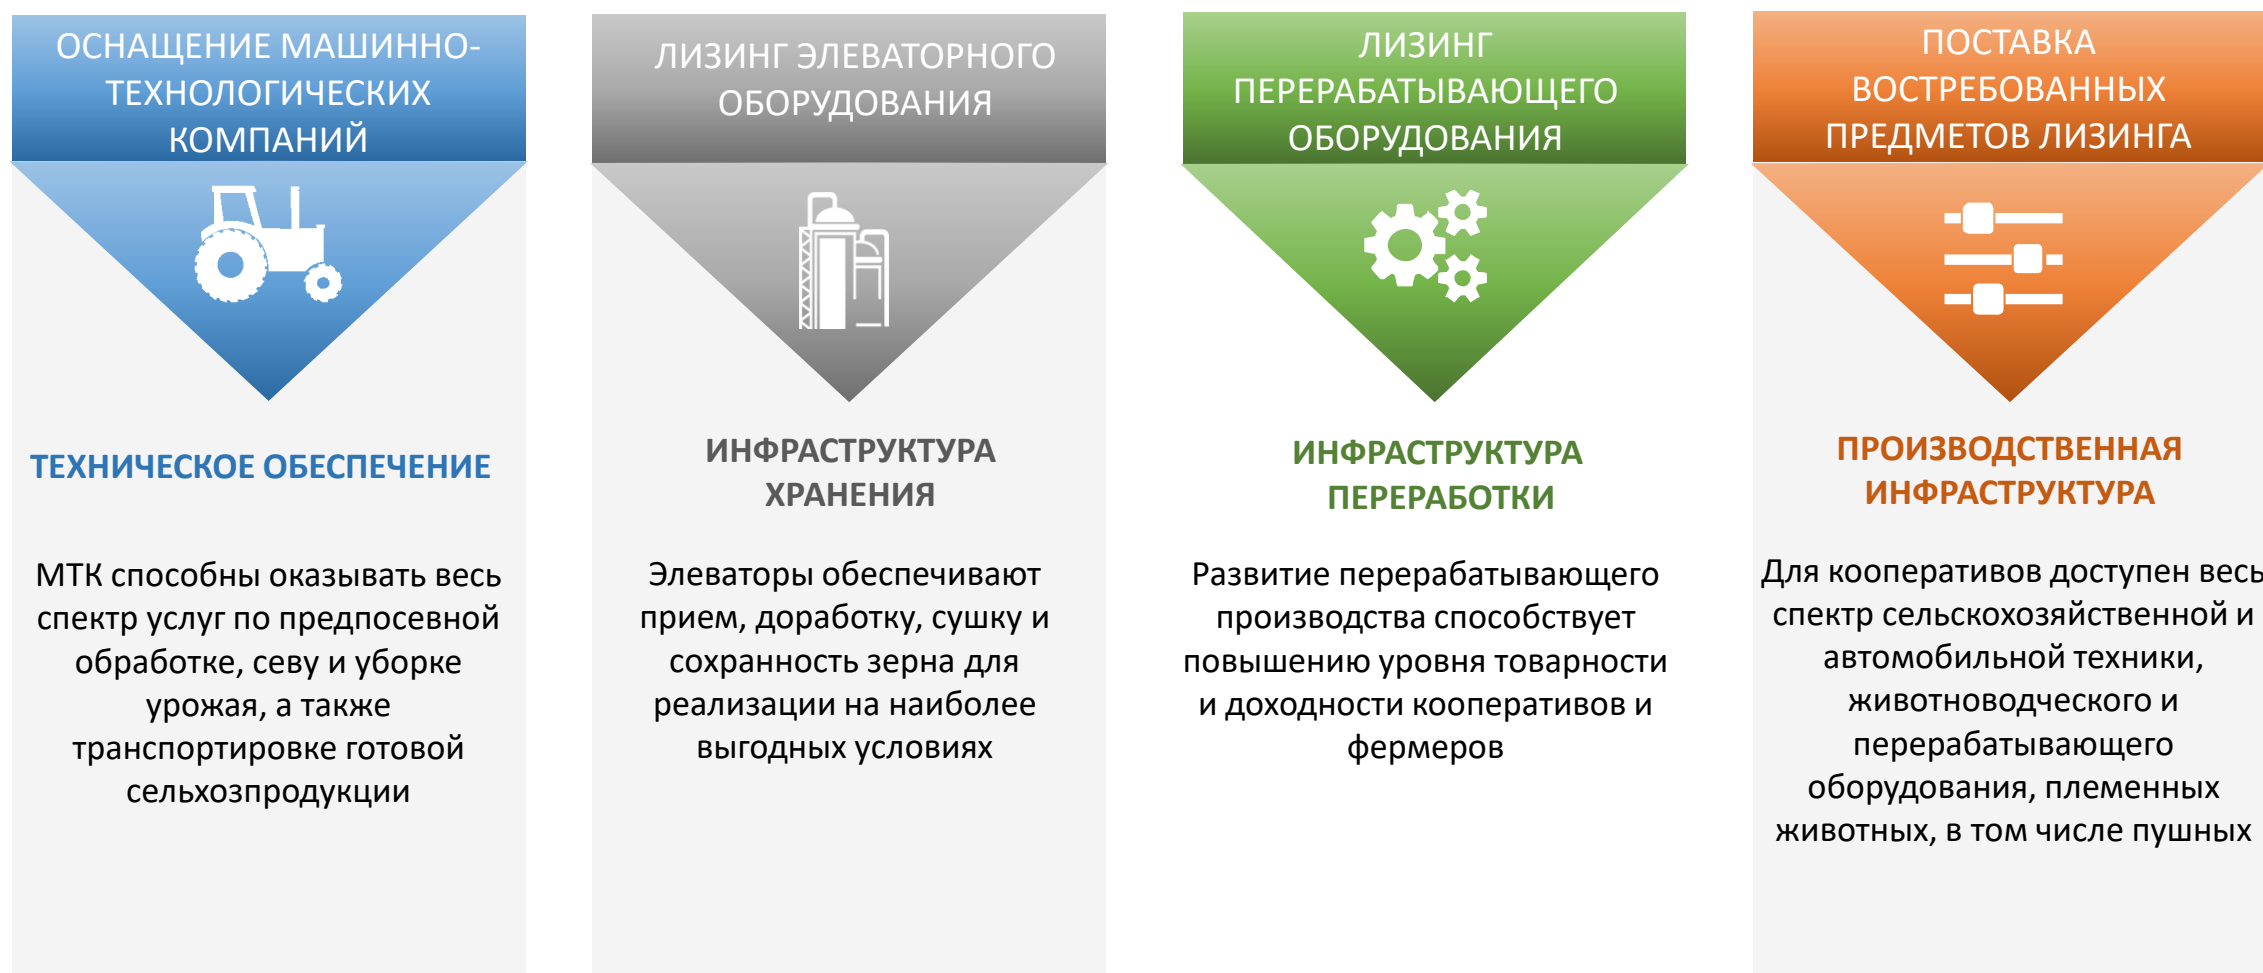 ОСНАЩЕНИЕ МАШИННО-
ТЕХНОЛОГИЧЕСКИХ
КОМПАНИЙ
ТЕХНИЧЕСКОЕ ОБЕСПЕЧЕНИЕ
МТК способны оказывать весь
спектр услуг по предпосевной
обработке, севу и уборке
урожая, а также
транспортировке готовой
сельхозпродукции
ЛИЗИНГ ЭЛЕВАТОРНОГО
ОБОРУДОВАНИЯ
ИНФРАСТРУКТУРА
ХРАНЕНИЯ
Элеваторы обеспечивают
прием, доработку, сушку и
сохранность зерна для
реализации на наиболее
выгодных условиях
ЛИЗИНГ
ПЕРЕРАБАТЫВАЮЩЕГО
ОБОРУДОВАНИЯ
ИНФРАСТРУКТУРА
ПЕРЕРАБОТКИ
Развитие перерабатывающего
производства способствует
повышению уровня товарности
и доходности кооперативов и
фермеров
ПОСТАВКА
ВОСТРЕБОВАННЫХ
ПРЕДМЕТОВ ЛИЗИНГА
ПРОИЗВОДСТВЕННАЯ
ИНФРАСТРУКТУРА
Для кооперативов доступен весь
спектр сельскохозяйственной и
автомобильной техники,
животноводческого и
перерабатывающего
оборудования, племенных
животных, в том числе пушных